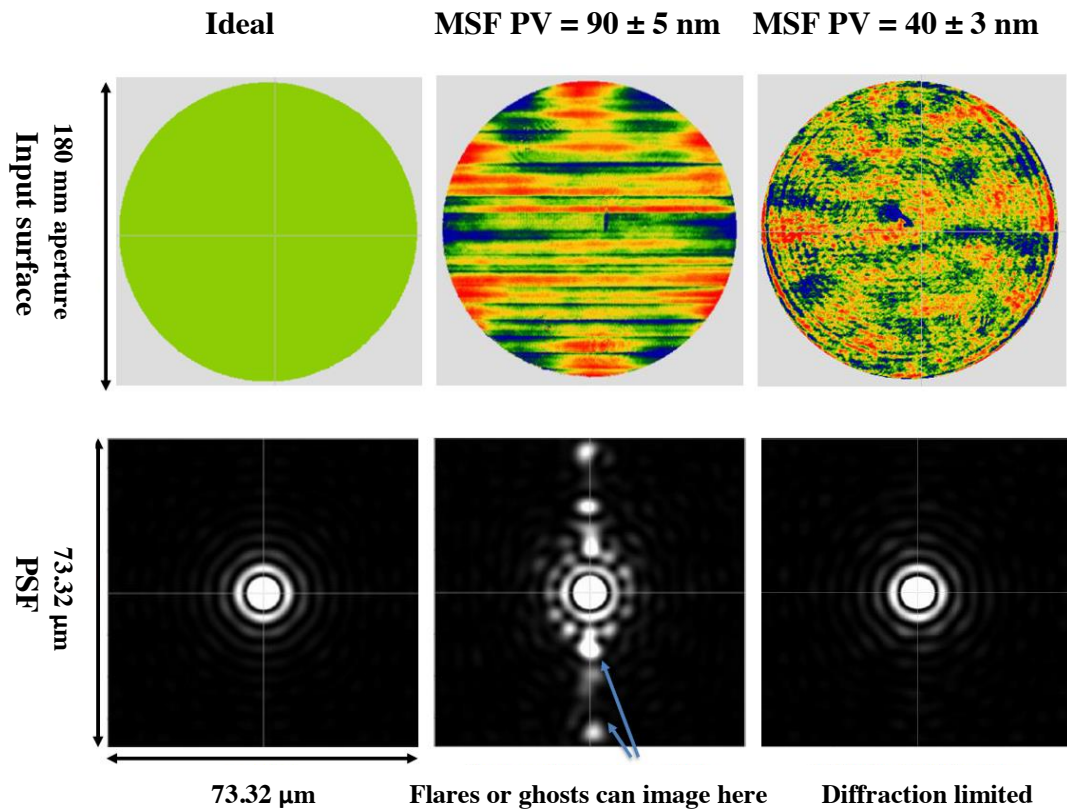 Ideal
MSF PV = 90 ± 5 nm
MSF PV = 40 ± 3 nm
180 mm aperture
Input surface
73.32 µm
PSF
73.32 µm
Flares or ghosts can image here
Diffraction limited